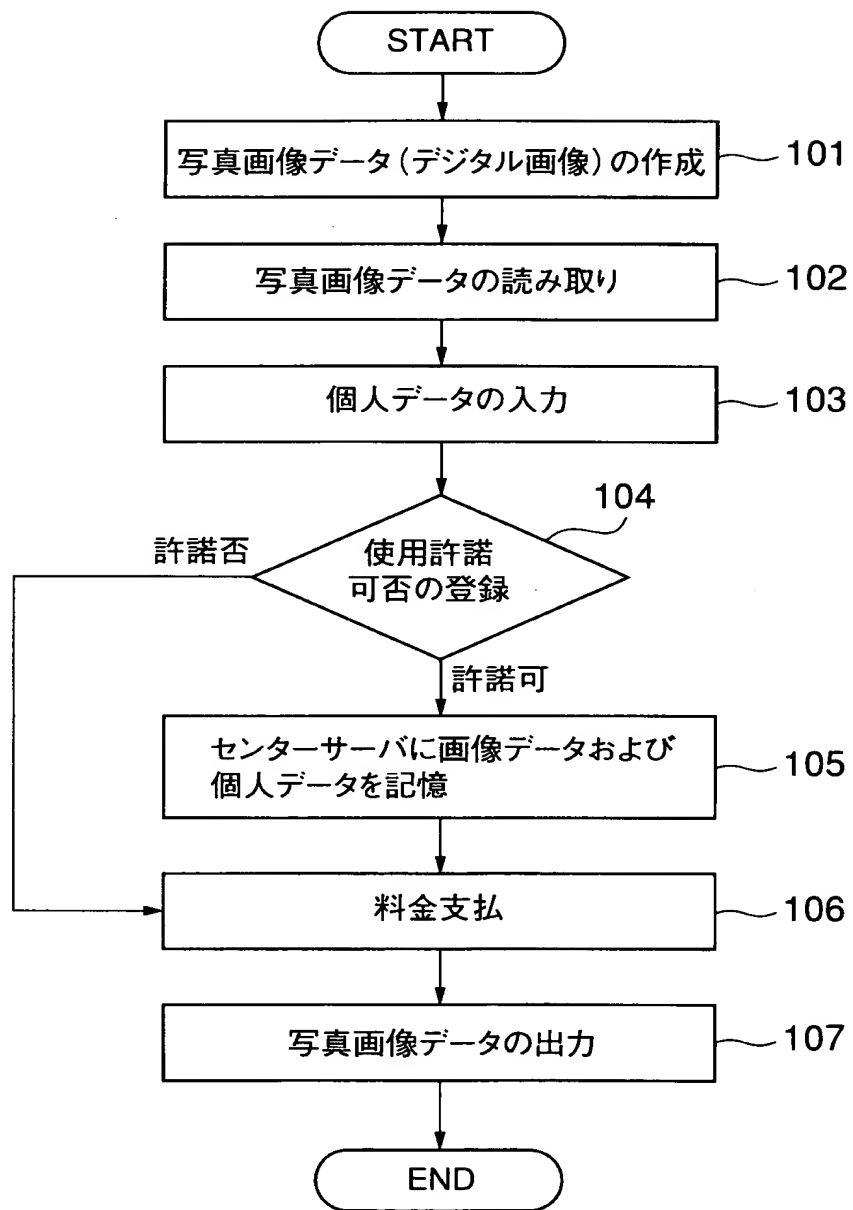 START
写真画像データ(デジタル画像)の作成
101
写真画像データの読み取り
102
個人データの入力
103
104
許諾否
使用許諾
可否の登録
許諾可
センターサーバに画像データおよび
個人データを記憶
105
料金支払
106
写真画像データの出力
107
END